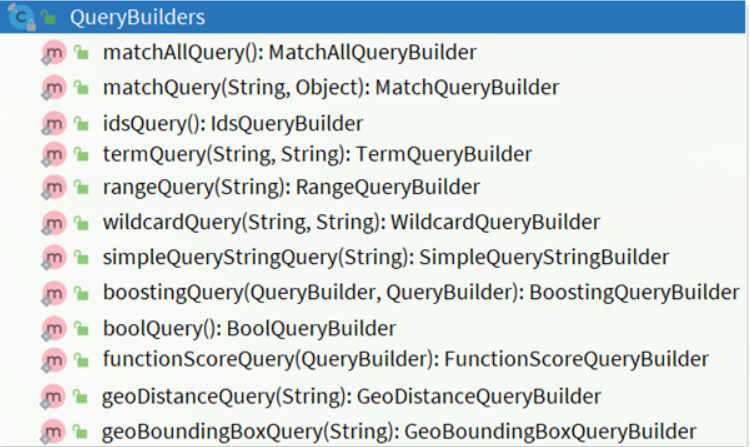 QueryBuilders
matchAllQuery(): MatchAllQueryBuilder
matchQuery(String, Object): MatchQueryBuilder
idsQuery(): IdsQueryBuilder
termQuery(String, String): TermQueryBuilder
rangeQuery(String): RangeQueryBuilder
wildcardQuery(String, String): WildcardQueryBuilder
simpleQueryStringQuery(String): SimpleQueryStringBuilder
boostingQuery(QueryBuilder, QueryBuilder): BoostingQueryBuilder
boolQuery(): BoolQueryBuilder
functionScoreQuery(QueryBuilder): FunctionScoreQueryBuilder
geoDistanceQuery(String): GeoDistanceQueryBuilder
geoBoundingBoxQuery(String): GeoBoundingBoxQueryBuilder